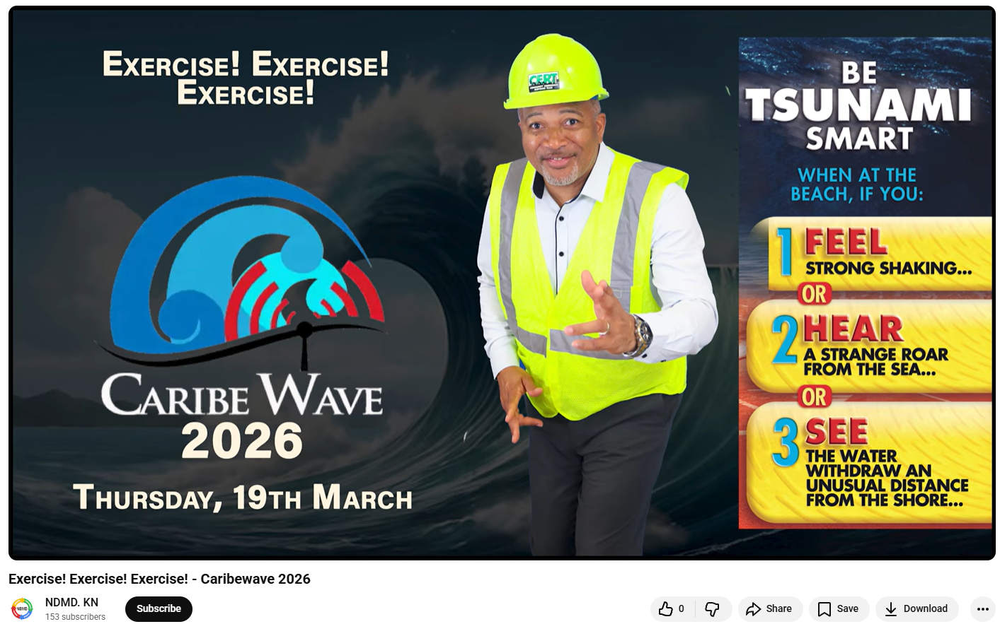 EXERCISE! EXERCISE!
EXERCISE!
CARIBE WAVE
2026
THURSDAY, 19TH MARCH
CERT
BE
TSUNAMI
SMART
WHEN AT THE
BEACH, IF YOU:
1 FEEL
STRONG SHAKING...
OR
2 HEAR
A STRANGE ROAR
FROM THE SEA...
OR
3 SEE
THE WATER
WITHDRAW AN
UNUSUAL DISTANCE
FROM THE SHORE...
Exercise! Exercise! Exercise! - Caribewave 2026
NDMD
NDMD. KN
153 subscribers
Subscribe
0
Share
Save
Download